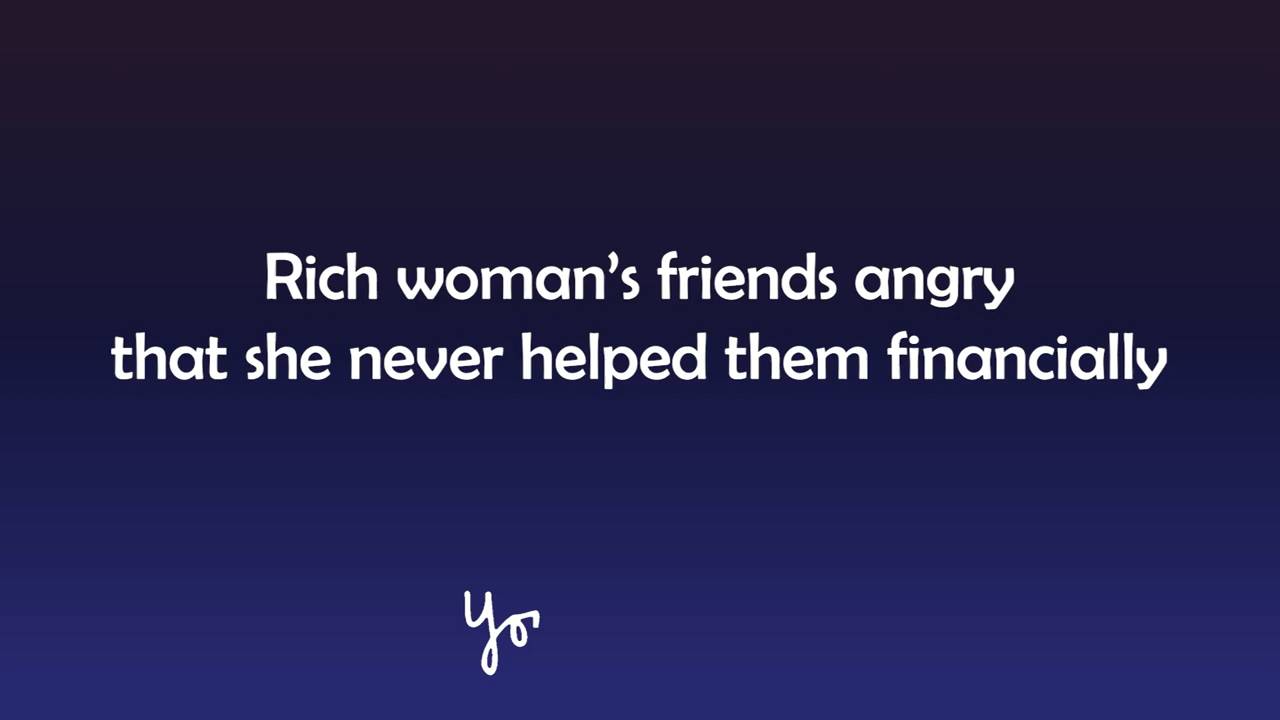 Rich woman’s friends angry
that she never helped them financially
Yo